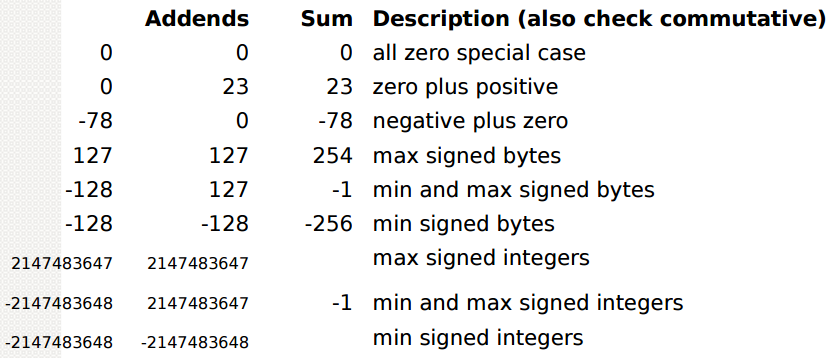 Addends Sum Description (also check commutative)
0 0 0 all zero special case
0 23 23 zero plus positive
-78 0 -78 negative plus zero
127 127 254 max signed bytes
-128 127 -1 min and max signed bytes
-128 -128 -256 min signed bytes
2147483647 2147483647 max signed integers
-2147483648 2147483647 -1 min and max signed integers
-2147483648 -2147483648 min signed integers